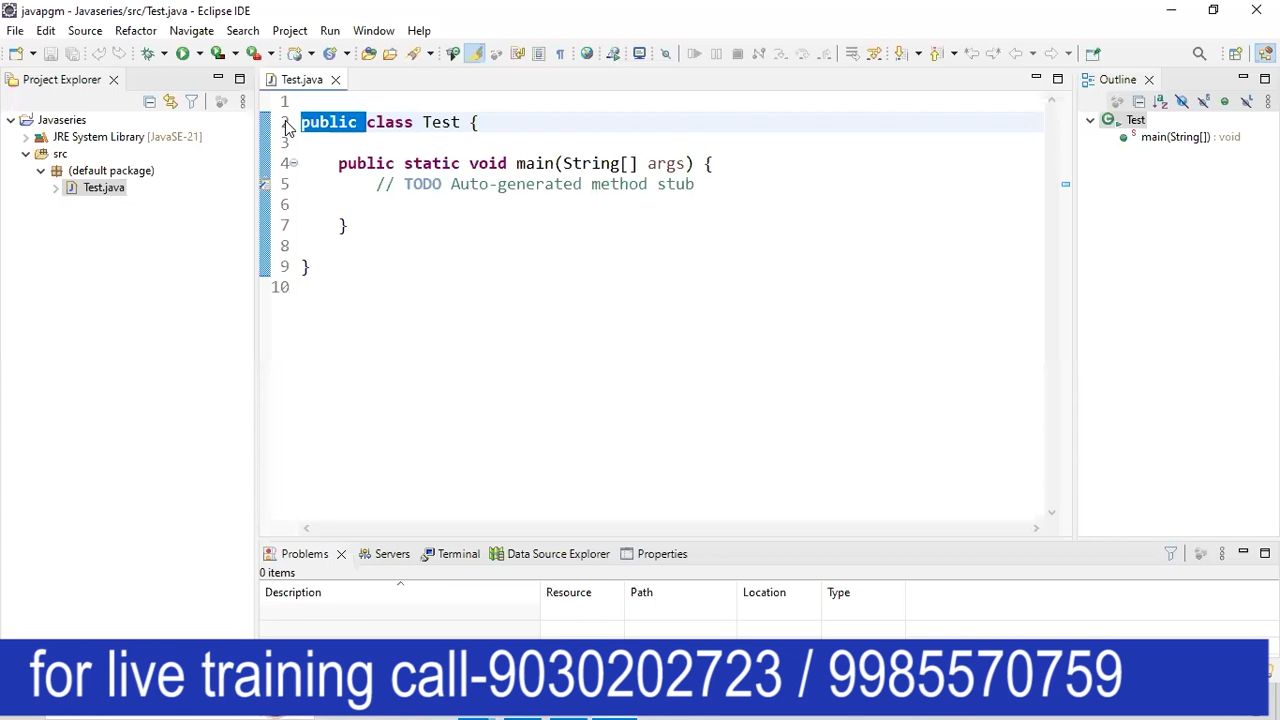 javapgm - Javaseries/src/Test.java - Eclipse IDE
File Edit Source Refactor Navigate Search Project Run Window Help
Project Explorer
Javaseries
JRE System Library [JavaSE-21]
src
(default package)
Test.java
Test.java
1
2 public class Test {
3
4 public static void main(String[] args) {
5 // TODO Auto-generated method stub
6
7 }
8
9 }
10
Outline
Test
main(String[]) : void
Problems Servers Terminal Data Source Explorer Properties
0 items
Description Resource Path Location Type
for live training call-9030202723 / 9985570759